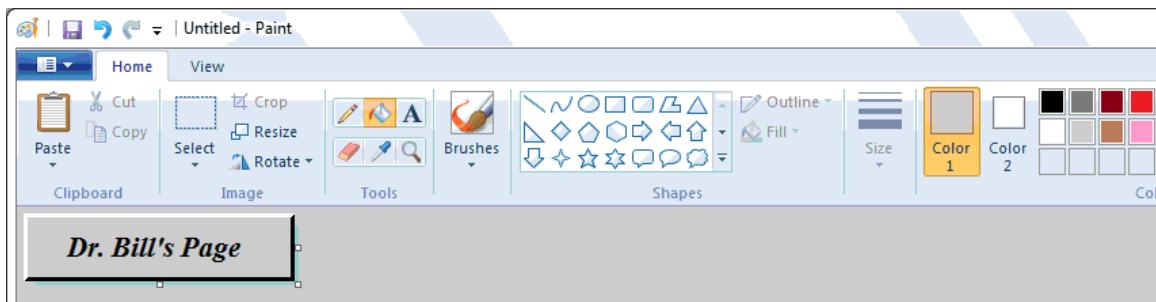 Untitled - Paint
Home View
Cut
Copy
Paste
Clipboard
Crop
Resize
Rotate
Select
Image
A
Tools
Brushes
Outline
Fill
Shapes
Size
Color
1
Color
2
Col
Dr. Bill's Page